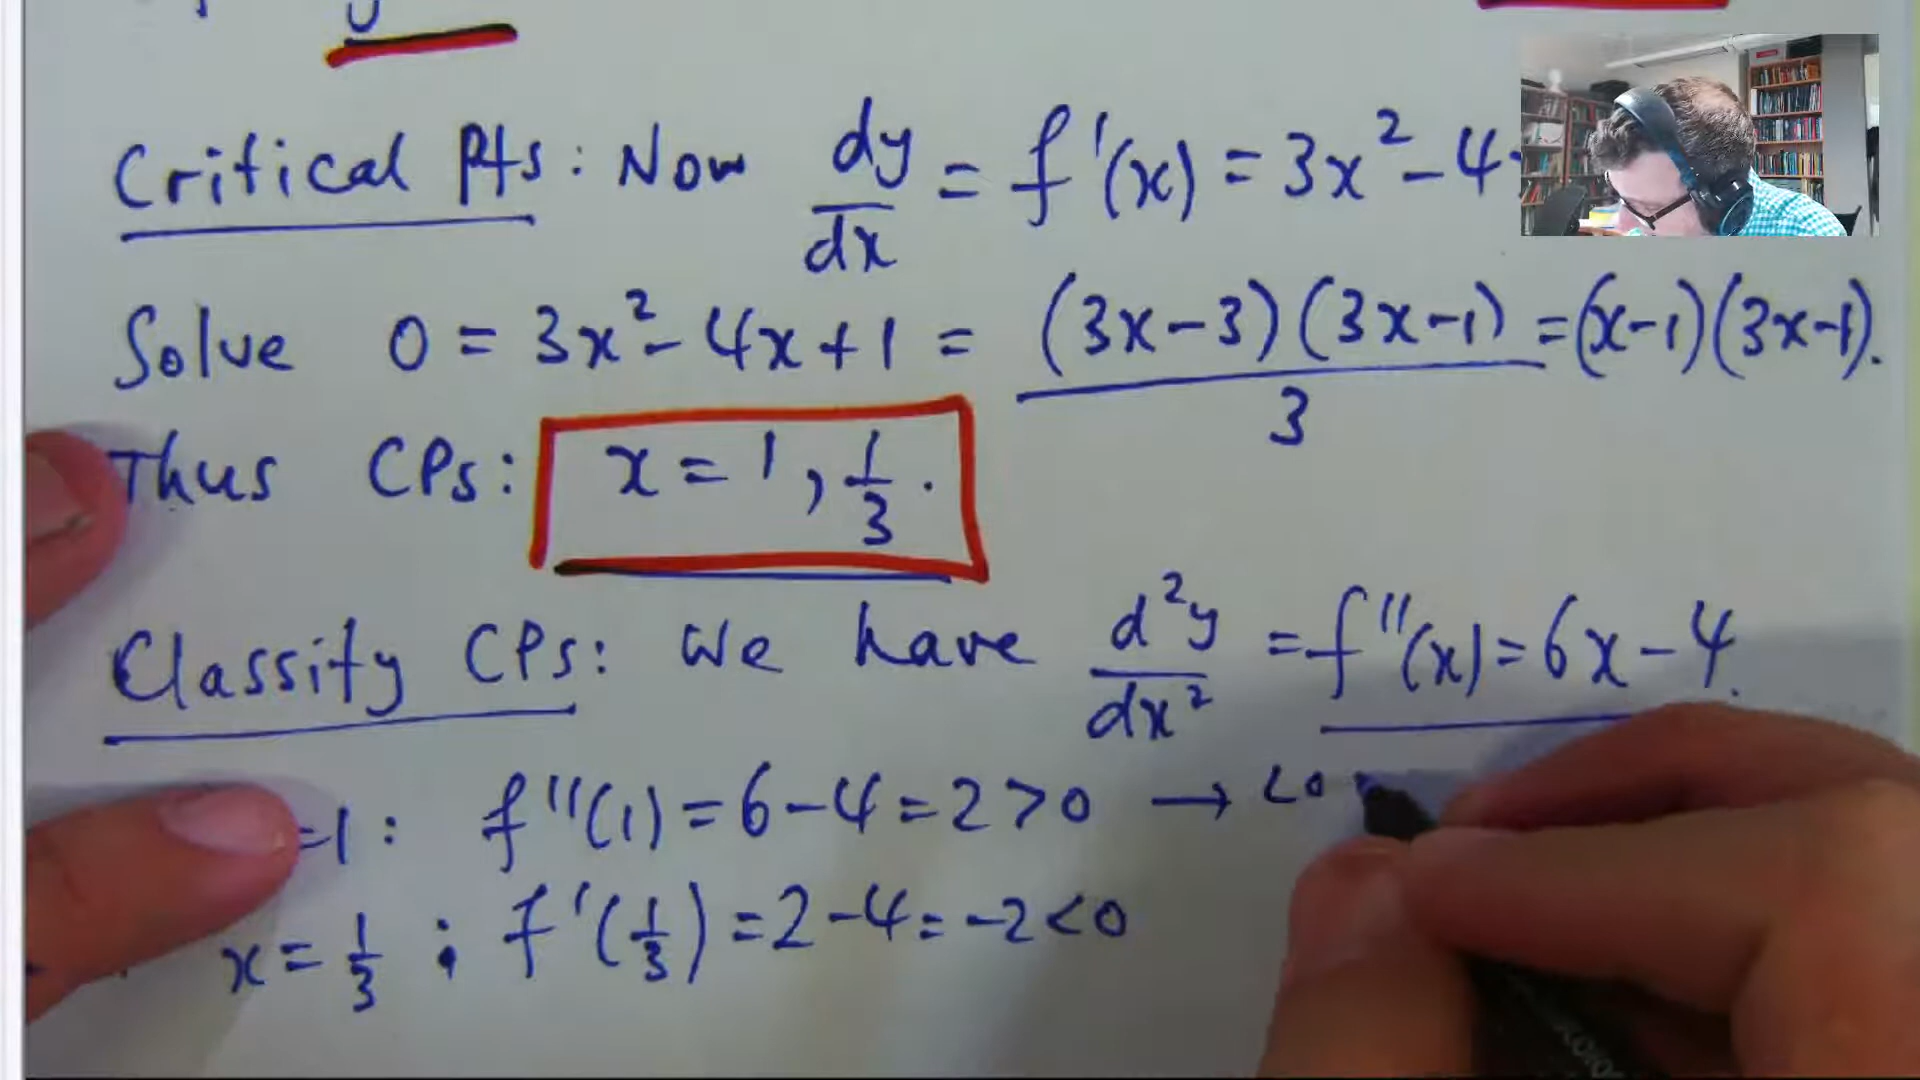 Critical Pts: Now dy/dx = f'(x) = 3x² - 4
Solve 0 = 3x² - 4x + 1 = (3x-3)(3x-1)/3 = (x-1)(3x-1).
Thus CPs: x = 1, 1/3.
Classify CPs: We have d²y/dx² = f''(x) = 6x - 4.
=1: f''(1) = 6 - 4 = 2 > 0 →
x = 1/3: f'(1/3) = 2 - 4 = -2 < 0